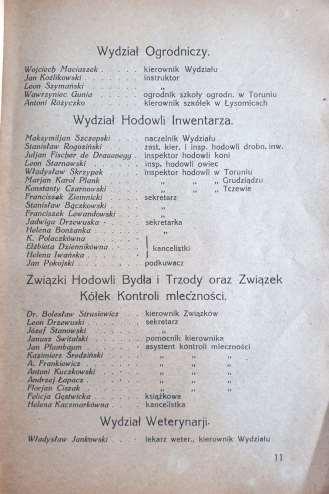 Wydział Ogrodniczy.
Wojciech Maciaszek . . . . . kierownik Wydziału
Jan Koźlikowski . . . . . instruktor
Leon Szymański . . . . . „
Wawrzyniec Gunia . . . . ogrodnik szkoły ogrodn. w Toruniu
Antoni Różyczko . . . . . kierownik szkółek w Łysomicach
Wydział Hodowli Inwentarza.
Maksymiljan Szczepski . . . naczelnik Wydziału
Stanisław Rogosiński . . . zast. kier. i insp. hodowli drobn. inw.
Juljan Fischer de Drauenegg . inspektor hodowli koni
Leon Starnawski . . . . insp. hodowli owiec
Władysław Skrzypek . . . inspektor hodowli w Toruniu
Marjan Karol Plank . . . „ „ „ Grudziądzu
Konstanty Czarnowski . . . „ „ „ Tczewie
Franciszek Ziemnicki . . . sekretarz
Stanisław Bączkowski . . . „
Franciszek Lewandowski . . . „
Jadwiga Drzewuska . . . . sekretarka
Helena Bonzanka . . . . „
K. Połaczkówna
Elżbieta Dziennikówna . . . kancelistki
Helena Iwańska
Jan Pokojski . . . . . podkuwacz
Związki Hodowli Bydła i Trzody oraz Związek
Kółek Kontroli mleczności.
Dr. Bolesław Strusiewicz . . . kierownik Związków
Leon Drzewuski . . . . sekretarz
Józef Stanowski . . . . „
Janusz Świtalski . . . . pomocnik kierownika
Jan Plombaum . . . . asystent kontroli mleczności
Kazimierz Średziński . . . „ „ „
A. Frankiewicz . . . . „ „ „
Antoni Kuczkowski . . . . „ „ „
Andrzej Łapacz . . . . „ „ „
Florjan Ciszak . . . . „ „ „
Felicja Gęstwicka . . . . książkowa
Helena Kaczmarkówna . . . kancelistka
Wydział Weterynarji.
Władysław Jankowski . . . lekarz weter., kierownik Wydziału
11